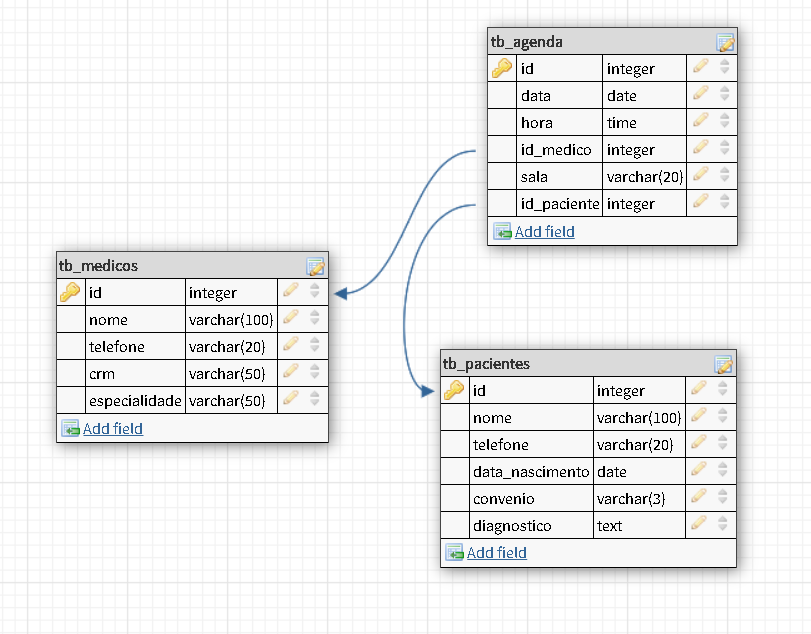 tb_agenda
id integer
data date
hora time
id_medico integer
sala varchar(20)
id_paciente integer
Add field
tb_medicos
id integer
nome varchar(100)
telefone varchar(20)
crm varchar(50)
especialidade varchar(50)
Add field
tb_pacientes
id integer
nome varchar(100)
telefone varchar(20)
data_nascimento date
convenio varchar(3)
diagnostico text
Add field